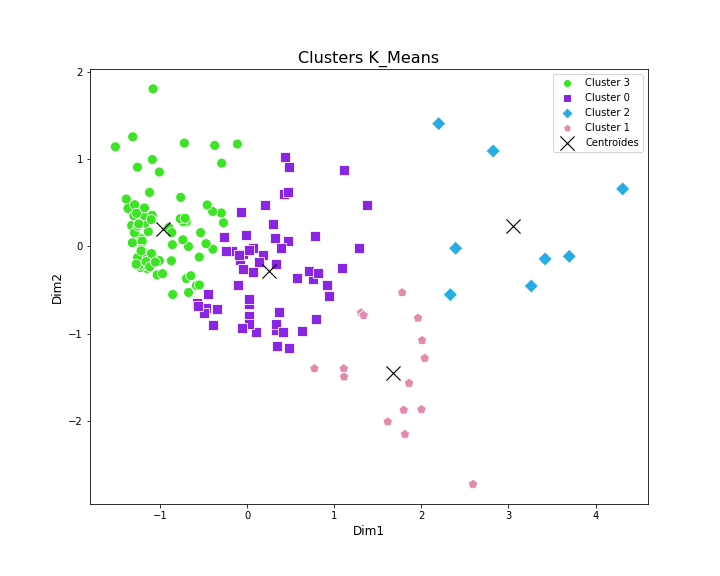 Clusters K_Means
Cluster 3
Cluster 0
Cluster 2
Cluster 1
Centroïdes
2
1
0
−1
−2
Dim2
−1
0
1
2
3
4
Dim1